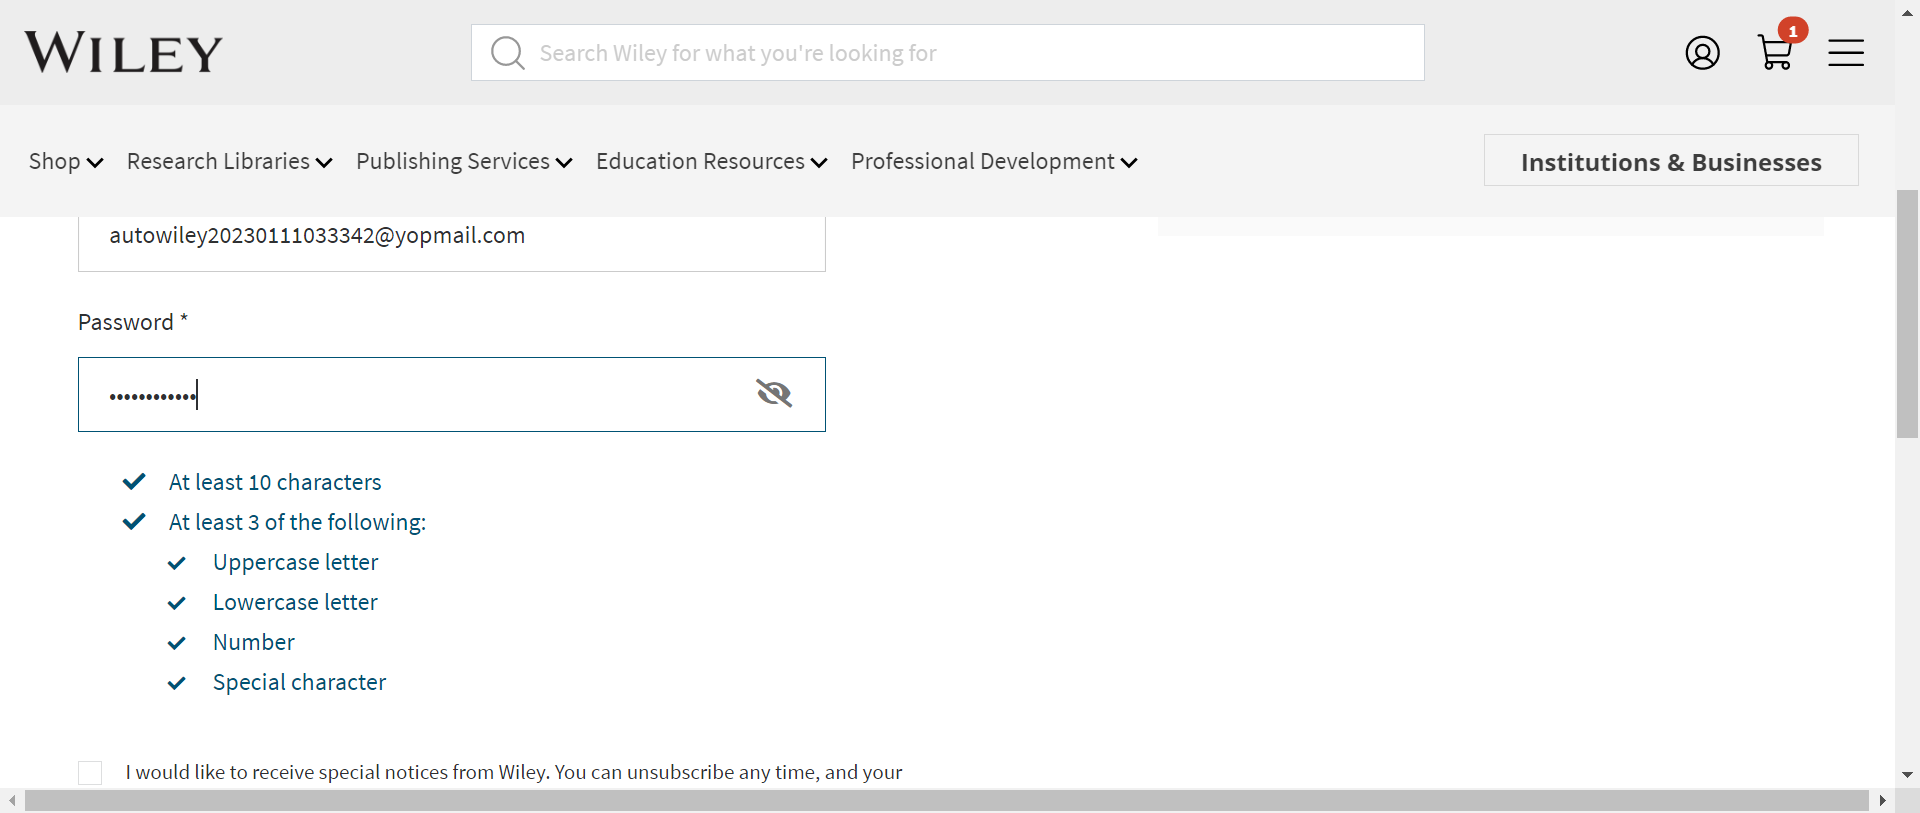 WILEY
Search Wiley for what you're looking for
1
Shop
Research Libraries
Publishing Services
Education Resources
Professional Development
Institutions & Businesses
autowiley20230111033342@yopmail.com
Password *
••••••••••••
At least 10 characters
At least 3 of the following:
Uppercase letter
Lowercase letter
Number
Special character
I would like to receive special notices from Wiley. You can unsubscribe any time, and your